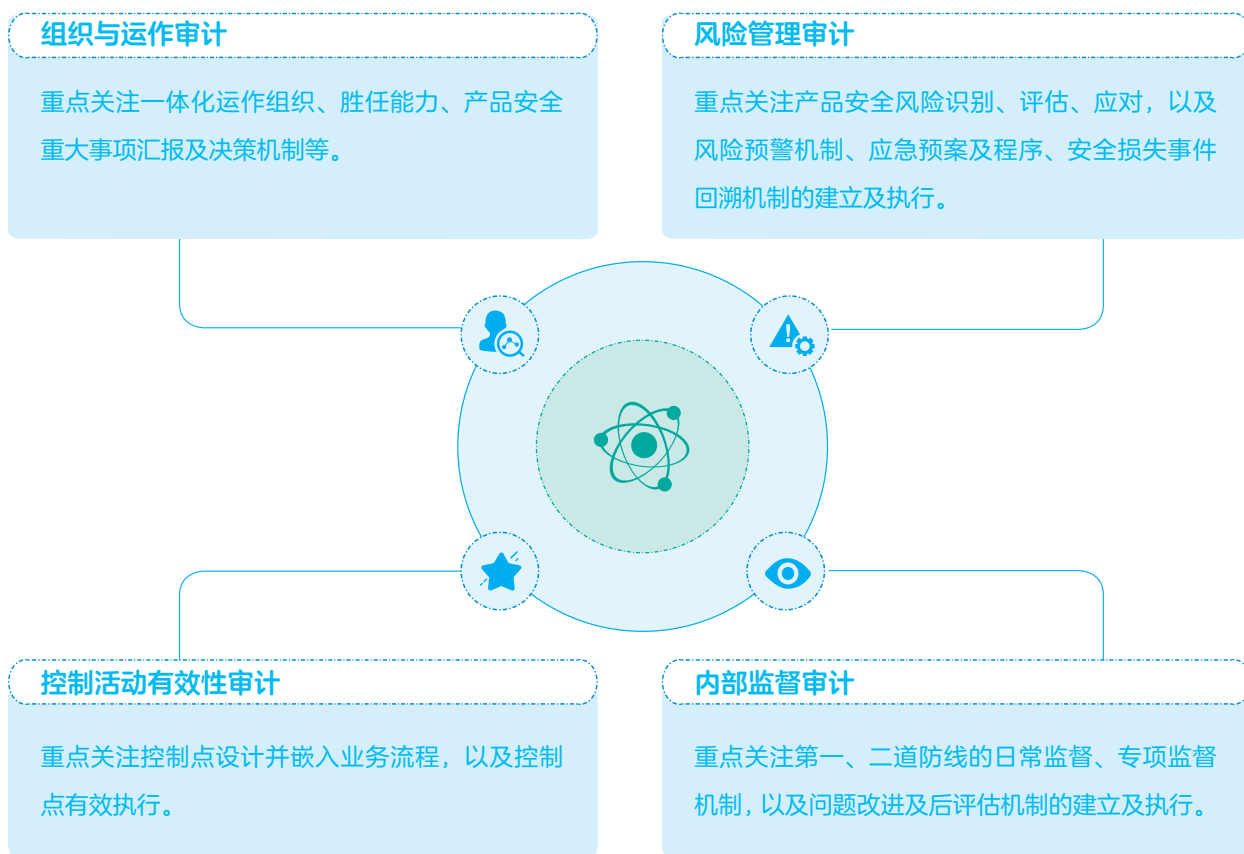 组织与运作审计
重点关注一体化运作组织、胜任能力、产品安全
重大事项汇报及决策机制等。
风险管理审计
重点关注产品安全风险识别、评估、应对，以及
风险预警机制、应急预案及程序、安全损失事件
回溯机制的建立及执行。
控制活动有效性审计
重点关注控制点设计并嵌入业务流程，以及控制
点有效执行。
内部监督审计
重点关注第一、二道防线的日常监督、专项监督
机制，以及问题改进及后评估机制的建立及执行。